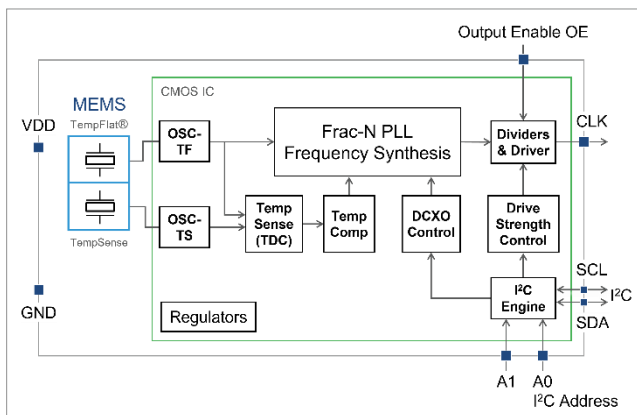 Output Enable OE
MEMS
TempFlat®
CMOS IC
VDD
CLK
OSC-
TF
Frac-N PLL
Frequency Synthesis
Dividers
& Driver
TempSense
OSC-
TS
Temp
Sense
(TDC)
Temp
Comp
DCXO
Control
Drive
Strength
Control
SCL
I²C
Engine
I²C
GND
Regulators
SDA
A1
A0
I²C Address